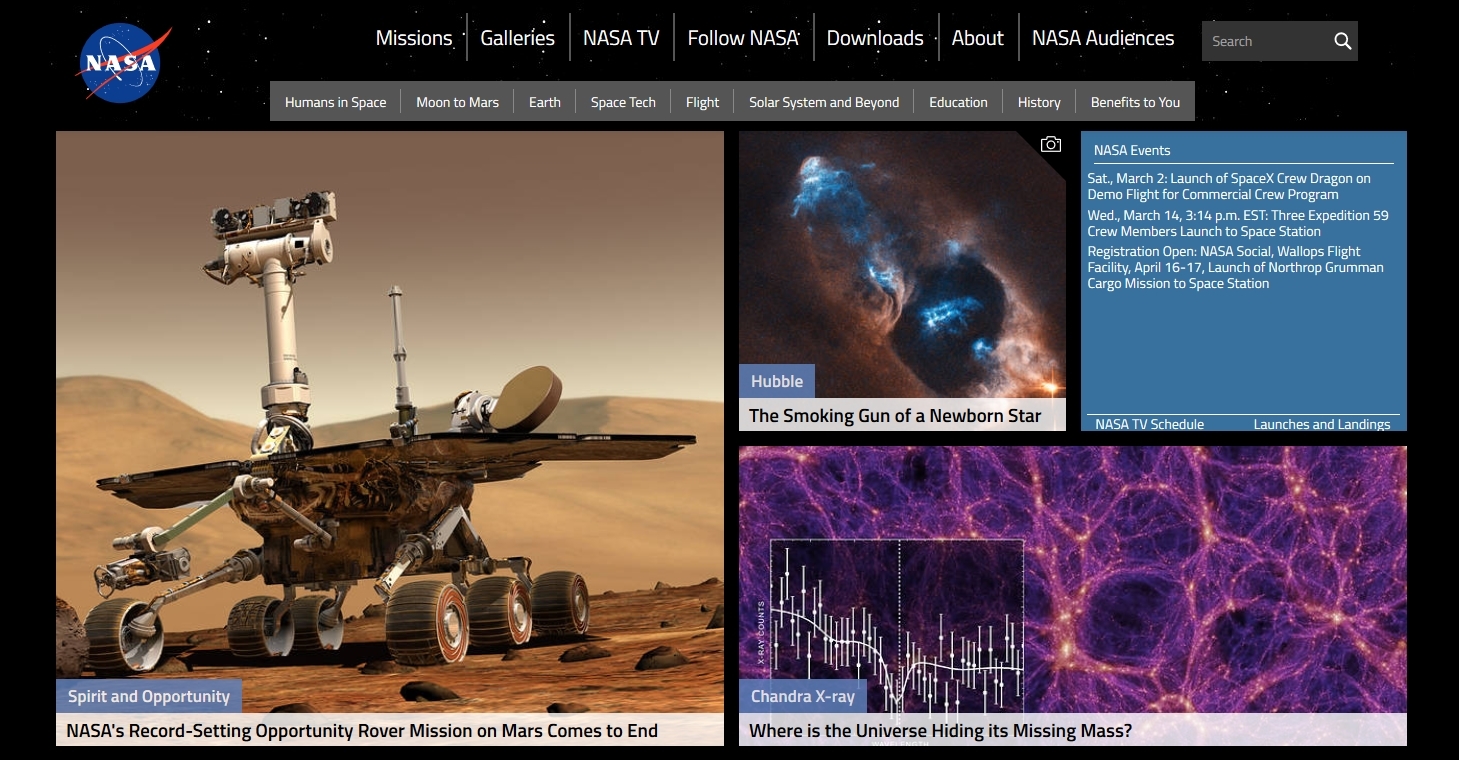 NASA
Missions
Galleries
NASA TV
Follow NASA
Downloads
About
NASA Audiences
Search
Humans in Space
Moon to Mars
Earth
Space Tech
Flight
Solar System and Beyond
Education
History
Benefits to You
Spirit and Opportunity
NASA's Record-Setting Opportunity Rover Mission on Mars Comes to End
Hubble
The Smoking Gun of a Newborn Star
NASA Events
Sat., March 2: Launch of SpaceX Crew Dragon on
Demo Flight for Commercial Crew Program
Wed., March 14, 3:14 p.m. EST: Three Expedition 59
Crew Members Launch to Space Station
Registration Open: NASA Social, Wallops Flight
Facility, April 16-17, Launch of Northrop Grumman
Cargo Mission to Space Station
NASA TV Schedule
Launches and Landings
X-RAY COUNTS
Chandra X-ray
Where is the Universe Hiding its Missing Mass?